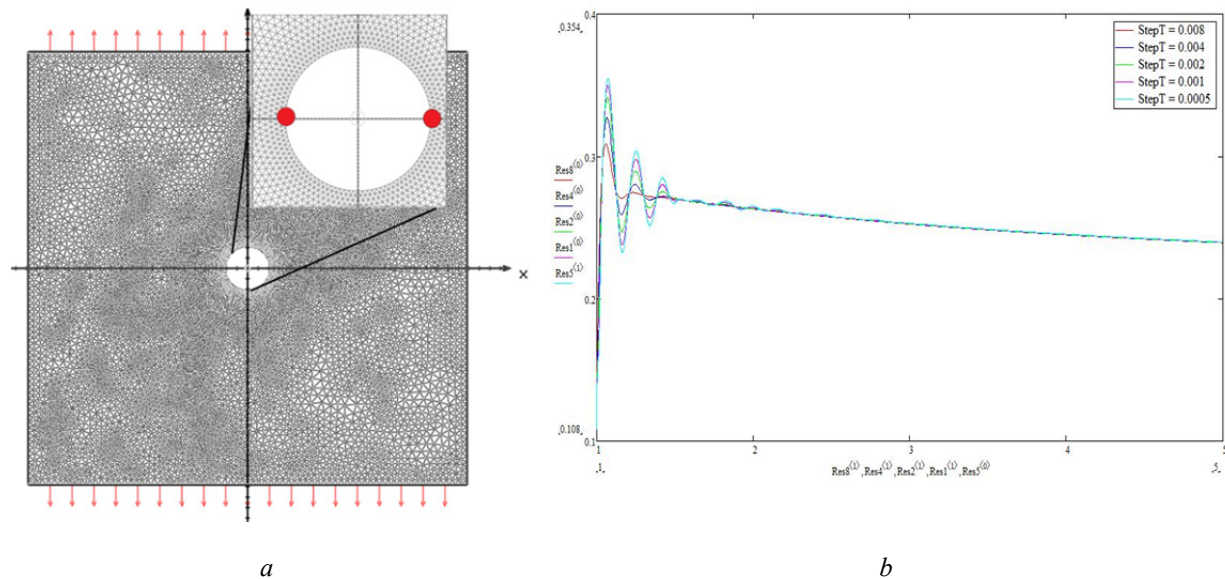 ×
0.4
0.354
0.3
0.2
0.108
0.1
Res8⁽⁰⁾
Res4⁽⁰⁾
Res2⁽⁰⁾
Res1⁽⁰⁾
Res5⁽¹⁾
StepT = 0.008
StepT = 0.004
StepT = 0.002
StepT = 0.001
StepT = 0.0005
1 2 3 4 5
1 5
Res8⁽¹⁾, Res4⁽¹⁾, Res2⁽¹⁾, Res1⁽¹⁾, Res5⁽⁰⁾
a b